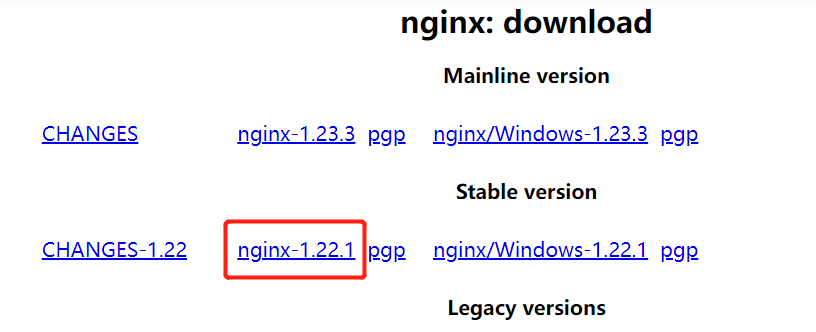 nginx: download
Mainline version
CHANGES nginx-1.23.3 pgp nginx/Windows-1.23.3 pgp
Stable version
CHANGES-1.22 nginx-1.22.1 pgp nginx/Windows-1.22.1 pgp
Legacy versions